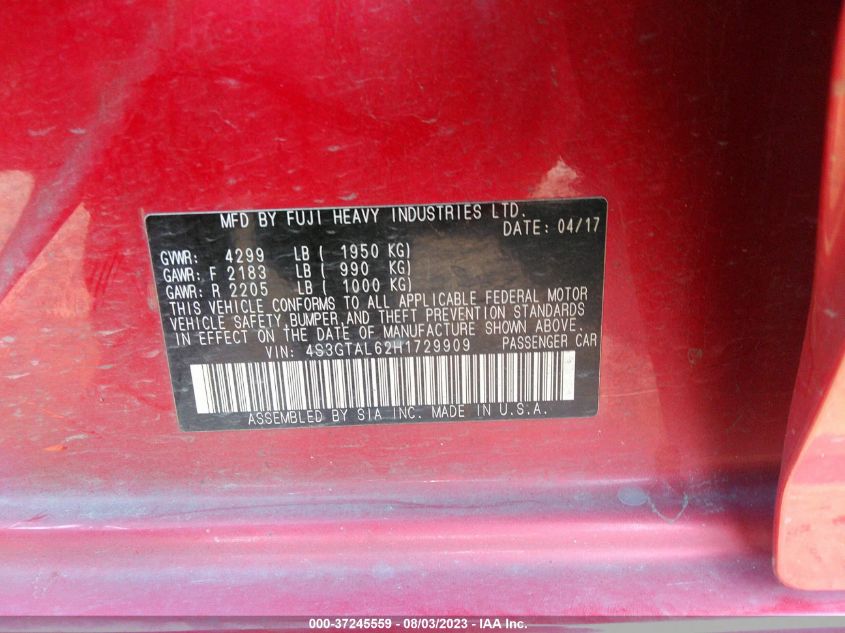 MFD BY FUJI HEAVY INDUSTRIES LTD.
DATE: 04/17
GVWR: 4299 LB ( 1950 KG)
GAWR: F 2183 LB ( 990 KG)
GAWR: R 2205 LB ( 1000 KG)
THIS VEHICLE CONFORMS TO ALL APPLICABLE FEDERAL MOTOR
VEHICLE SAFETY,BUMPER,AND THEFT PREVENTION STANDARDS
IN EFFECT ON THE DATE OF MANUFACTURE SHOWN ABOVE.
VIN: 4S3GTAL62H1729909 PASSENGER CAR
ASSEMBLED BY SIA INC. MADE IN U.S.A.
000-37245559 - 08/03/2023 - IAA Inc.